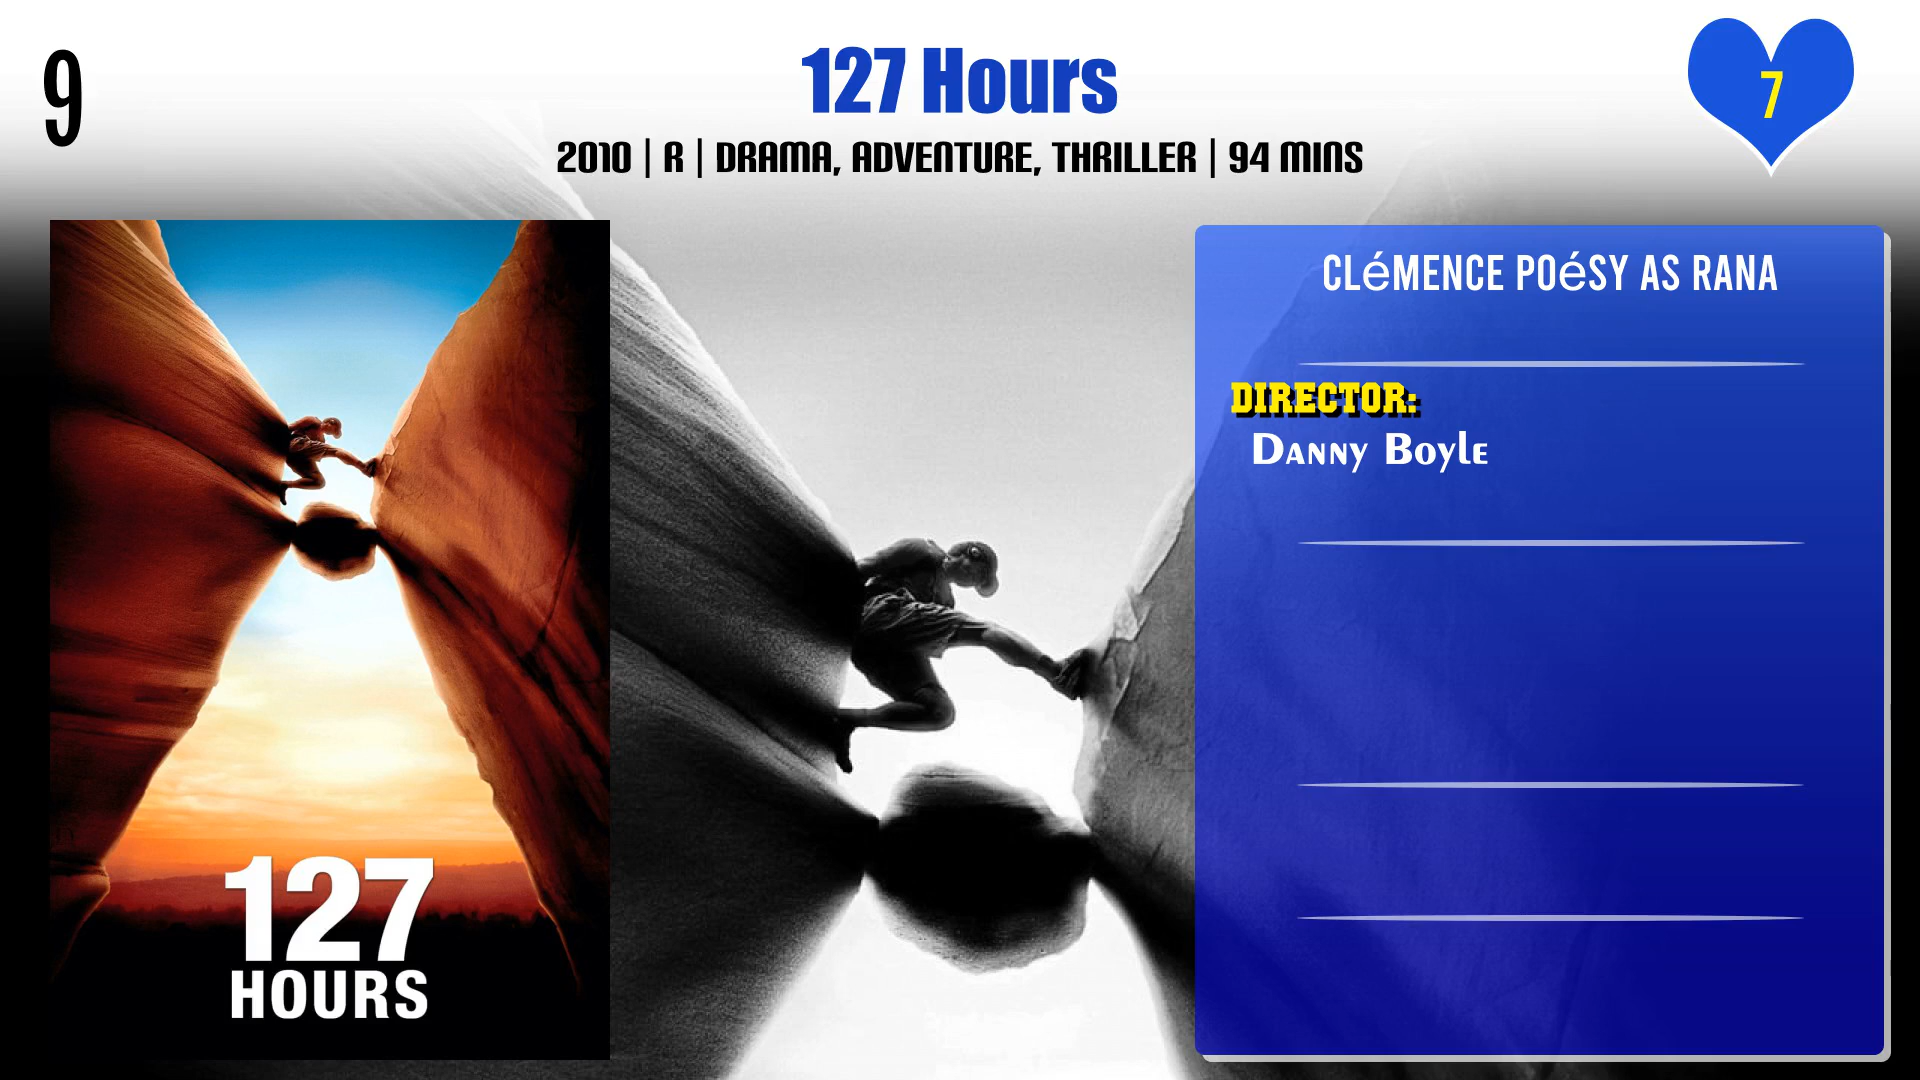 9
127 Hours
7
2010 | R | DRAMA, ADVENTURE, THRILLER | 94 MINS
CLéMENCE POéSY AS RANA
DIRECTOR:
Danny Boyle
127
HOURS